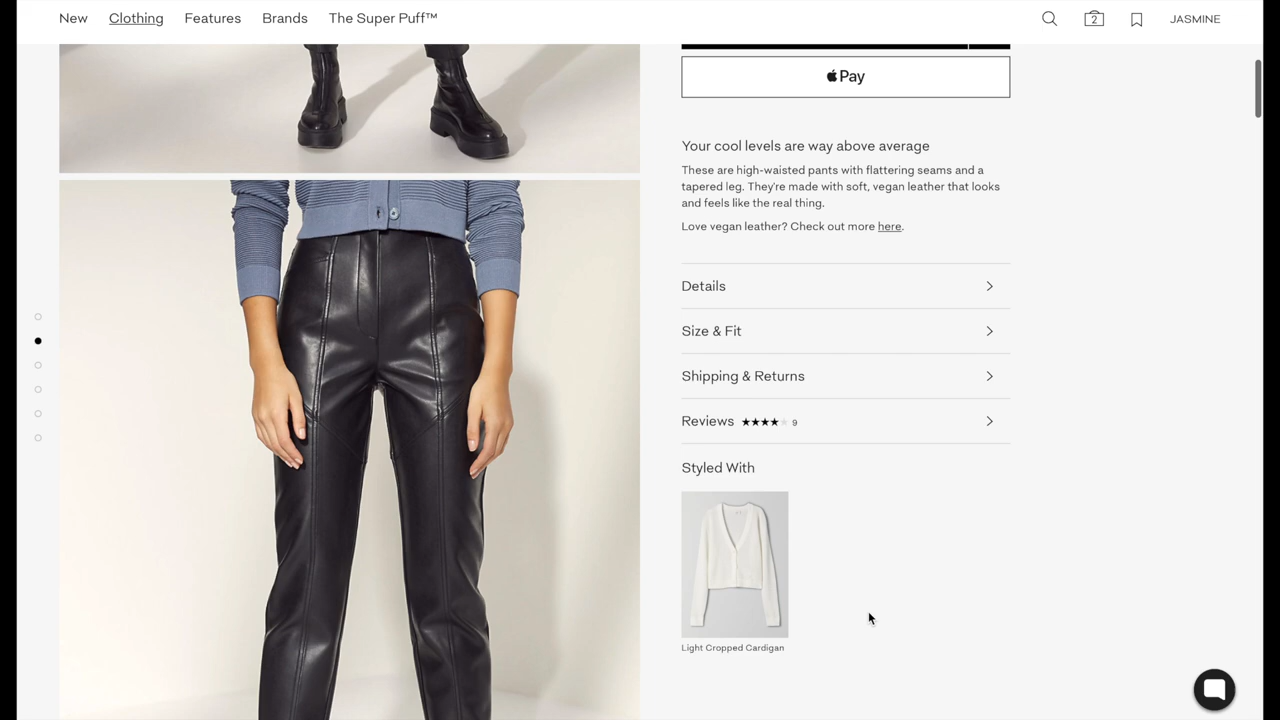 New Clothing Features Brands The Super Puff™ 2 JASMINE
Pay
Your cool levels are way above average
These are high-waisted pants with flattering seams and a
tapered leg. They're made with soft, vegan leather that looks
and feels like the real thing.
Love vegan leather? Check out more here.
Details
Size & Fit
Shipping & Returns
Reviews ★★★★★ 9
Styled With
Light Cropped Cardigan